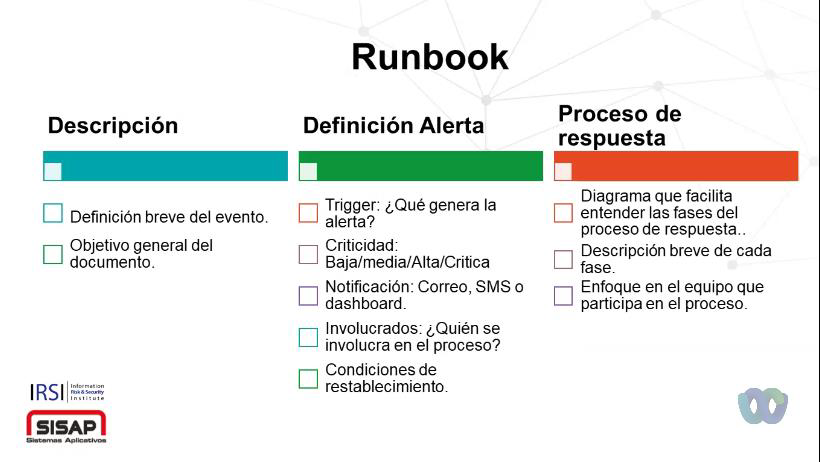 Runbook
Descripción
Definición breve del evento.
Objetivo general del
documento.
Definición Alerta
Trigger: ¿Qué genera la
alerta?
Criticidad:
Baja/media/Alta/Critica
Notificación: Correo, SMS o
dashboard.
Involucrados: ¿Quién se
involucra en el proceso?
Condiciones de
restablecimiento.
Proceso de
respuesta
Diagrama que facilita
entender las fases del
proceso de respuesta..
Descripción breve de cada
fase.
Enfoque en el equipo que
participa en el proceso.
IRSI
Information
Risk & Security
Institute
SISAP
Sistemas Aplicativos